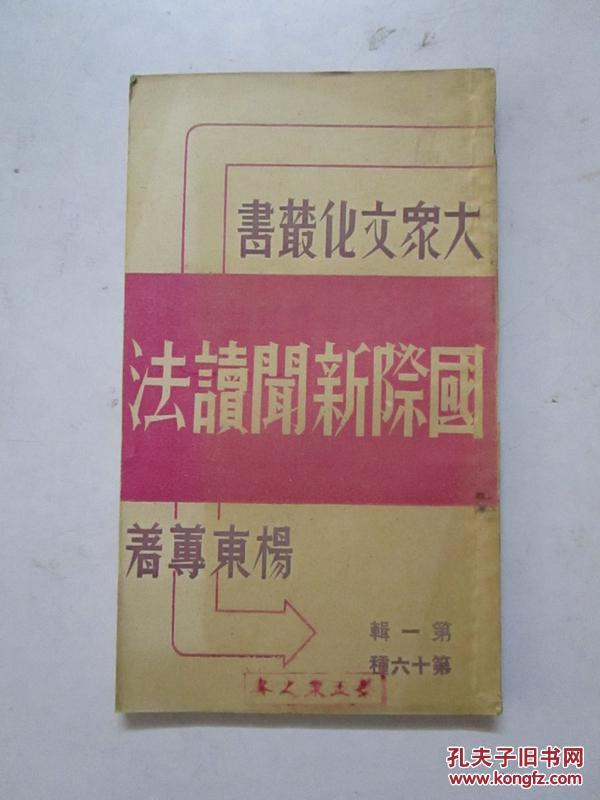 大眾文化叢書
國際新聞讀法
楊東蓴著
第一輯
第十六種
孔夫子旧书网
www.kongfz.com